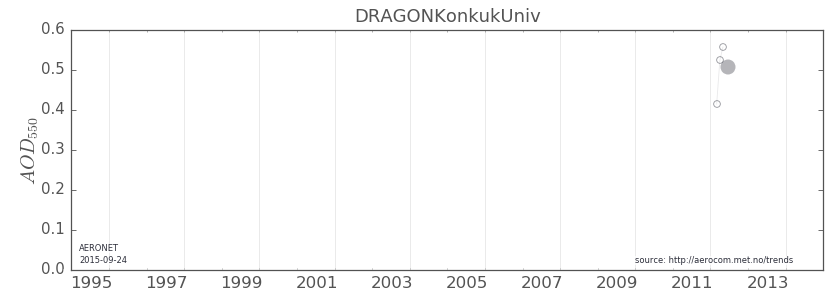 DRAGONKonkukUniv
0.6
0.5
0.4
0.3
0.2
0.1
0.0
AOD550
AERONET
2015-09-24
source: http://aerocom.met.no/trends
1995 1997 1999 2001 2003 2005 2007 2009 2011 2013